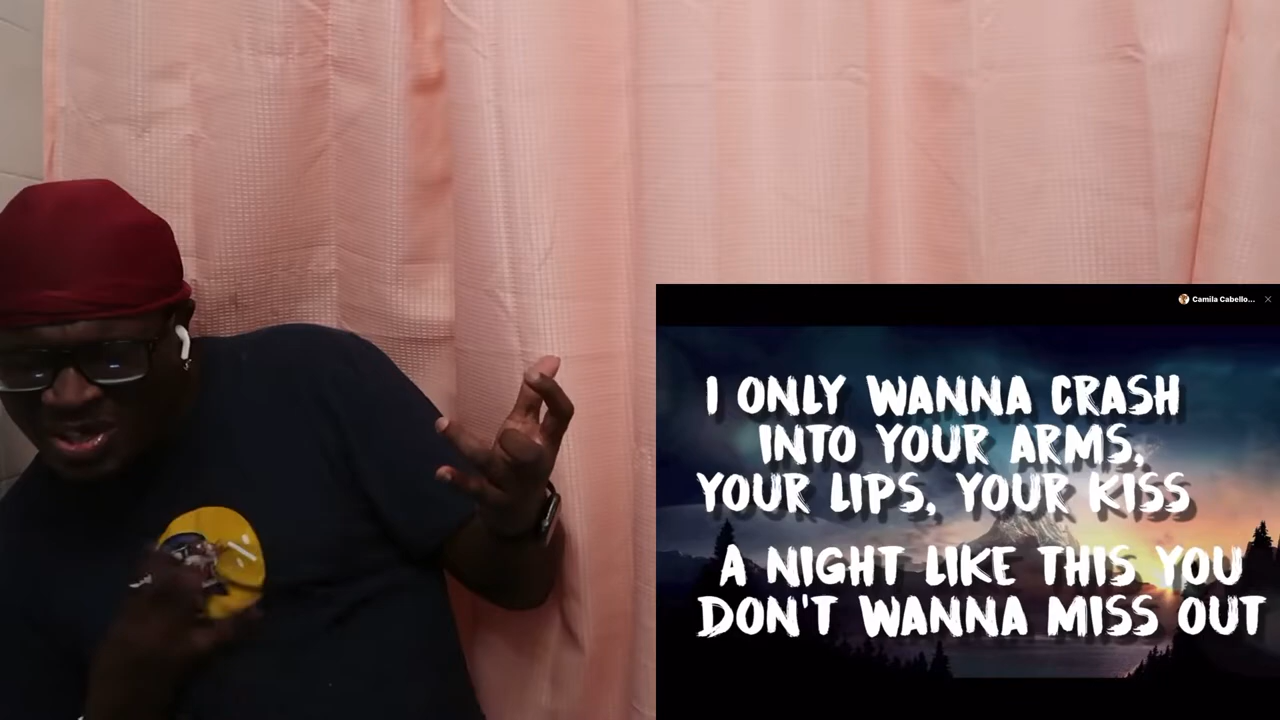 Camila Cabello...
I ONLY WANNA CRASH
INTO YOUR ARMS,
YOUR LIPS, YOUR KISS
A NIGHT LIKE THIS YOU
DON'T WANNA MISS OUT